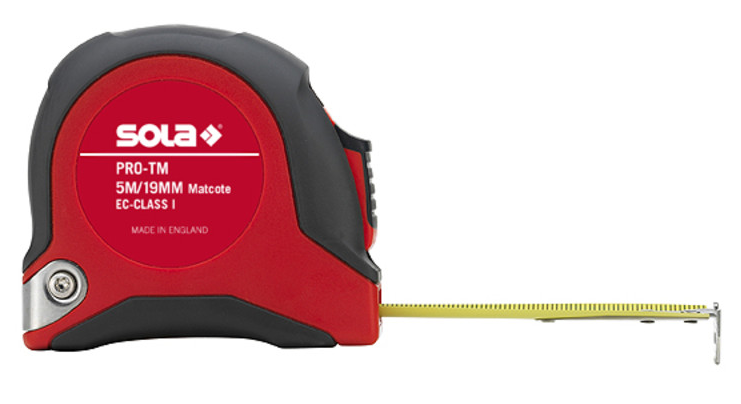 sola
PRO-TM
5M/19MM Matcote
EC-CLASS I
MADE IN ENGLAND